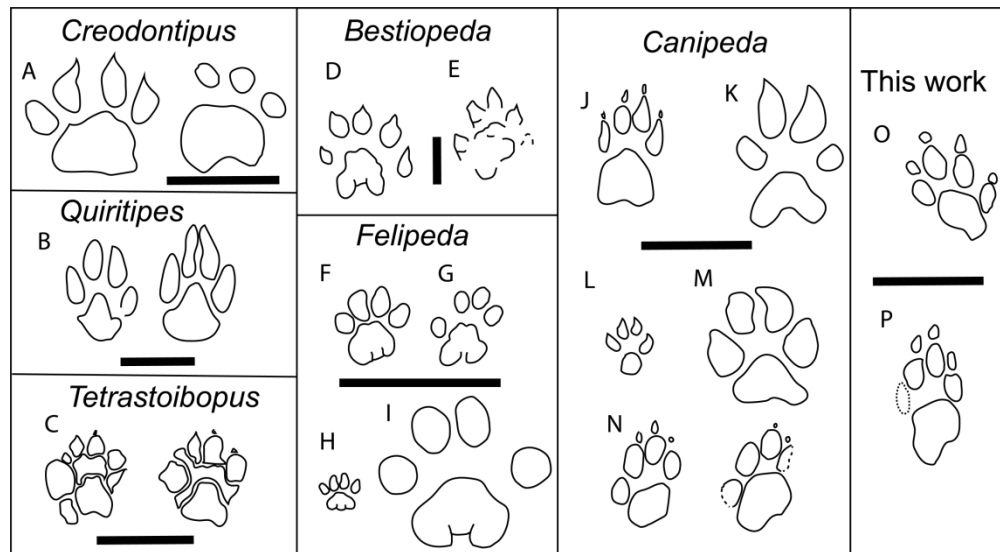 Creodontipus
A
Quiritipes
B
Tetrastoibopus
C
Bestiopeda
D E
Felipeda
F G
H I
Canipeda
J K
L M
N
This work
O
P